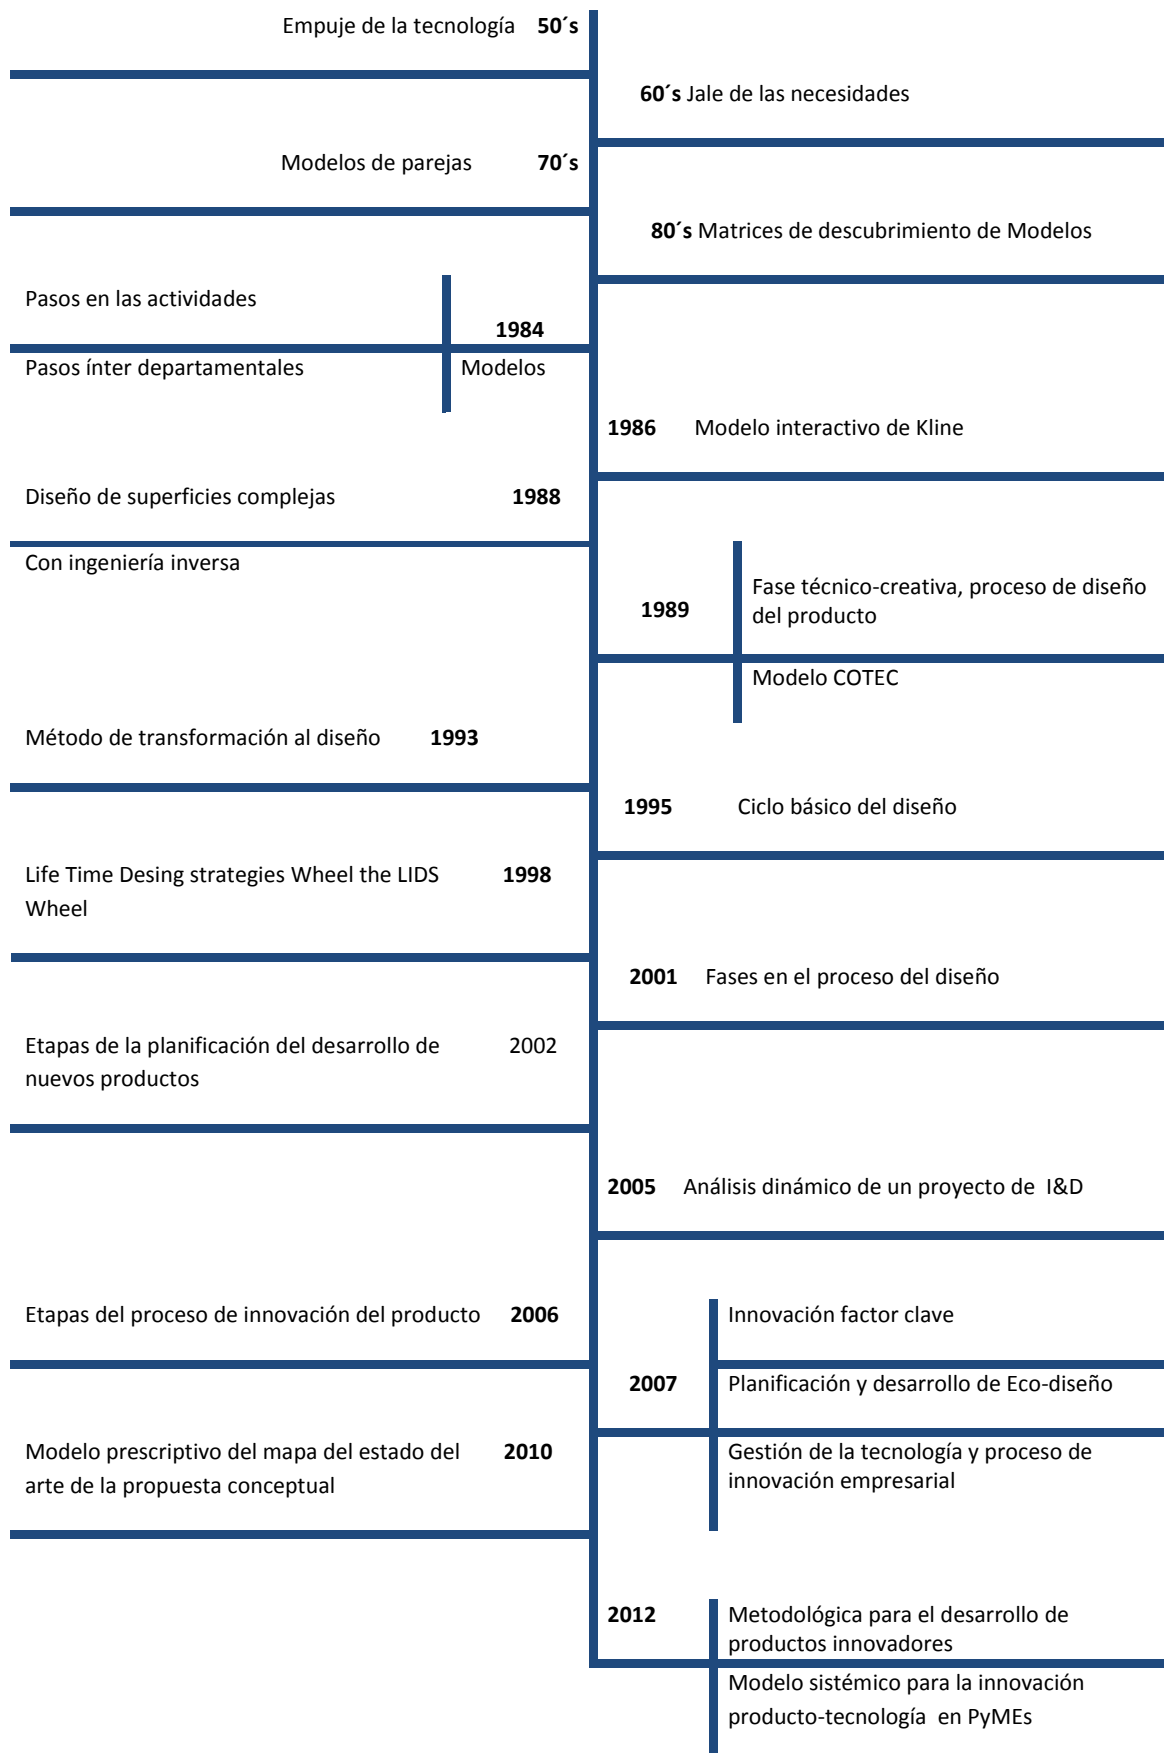 Empuje de la tecnología 50´s
60´s Jale de las necesidades
Modelos de parejas 70´s
80´s Matrices de descubrimiento de Modelos
Pasos en las actividades
1984
Pasos ínter departamentales Modelos
1986 Modelo interactivo de Kline
Diseño de superficies complejas 1988
Con ingeniería inversa
1989
Fase técnico-creativa, proceso de diseño
del producto
Modelo COTEC
Método de transformación al diseño 1993
1995 Ciclo básico del diseño
Life Time Desing strategies Wheel the LIDS 1998
Wheel
2001 Fases en el proceso del diseño
Etapas de la planificación del desarrollo de 2002
nuevos productos
2005 Análisis dinámico de un proyecto de I&D
Etapas del proceso de innovación del producto 2006
Innovación factor clave
2007 Planificación y desarrollo de Eco-diseño
Gestión de la tecnología y proceso de
innovación empresarial
Modelo prescriptivo del mapa del estado del 2010
arte de la propuesta conceptual
2012 Metodológica para el desarrollo de
productos innovadores
Modelo sistémico para la innovación
producto-tecnología en PyMEs